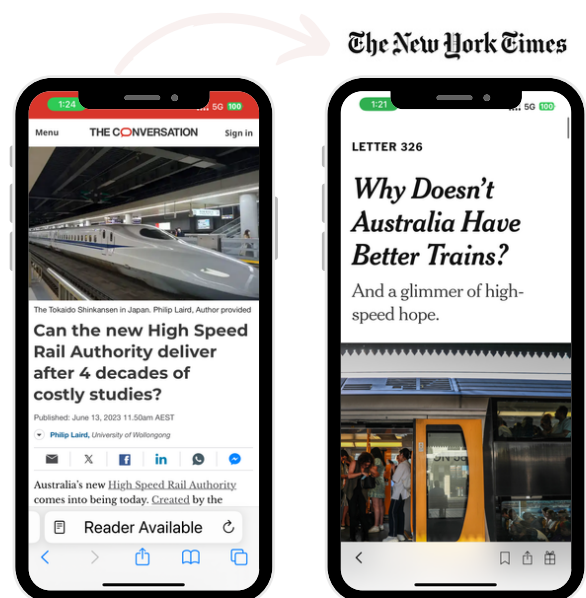 The New York Times
1:24
5G 100
Menu
THE CONVERSATION
Sign in
The Tokaido Shinkansen in Japan. Philip Laird, Author provided
Can the new High Speed
Rail Authority deliver
after 4 decades of
costly studies?
Published: June 13, 2023 11.50am AEST
Philip Laird, University of Wollongong
Australia's new High Speed Rail Authority
comes into being today. Created by the
Reader Available
1:21
5G 100
LETTER 326
Why Doesn't
Australia Have
Better Trains?
And a glimmer of high-
speed hope.